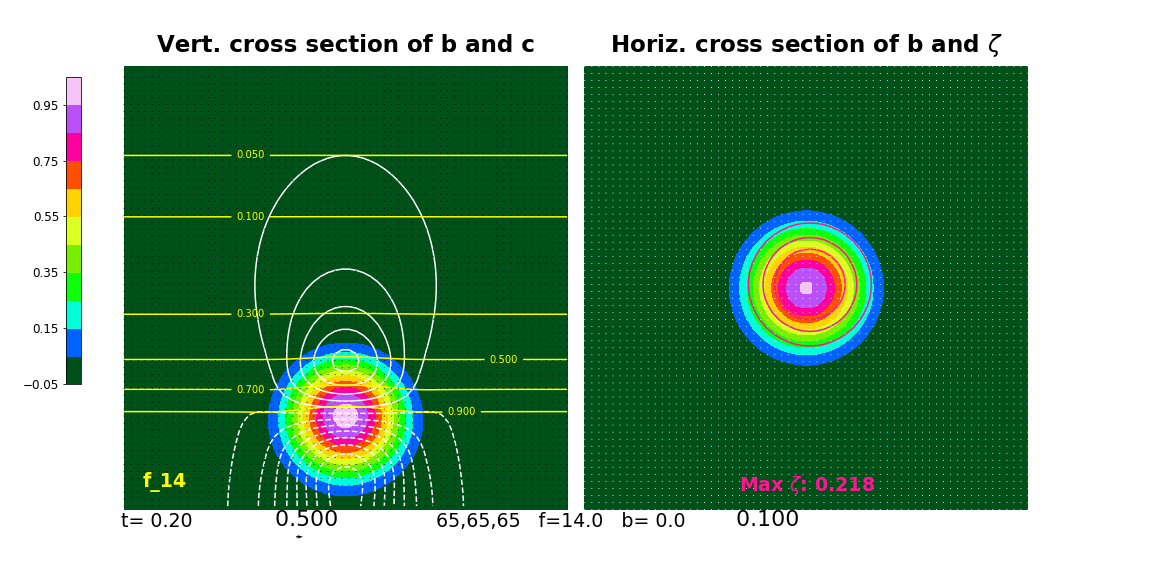 Vert. cross section of b and c
Horiz. cross section of b and ζ
0.95
0.75
0.55
0.35
0.15
−0.05
0.050
0.100
0.300
0.500
0.700
0.900
f_14
Max ζ: 0.218
t= 0.20
0.500
65,65,65
f=14.0
b= 0.0
0.100